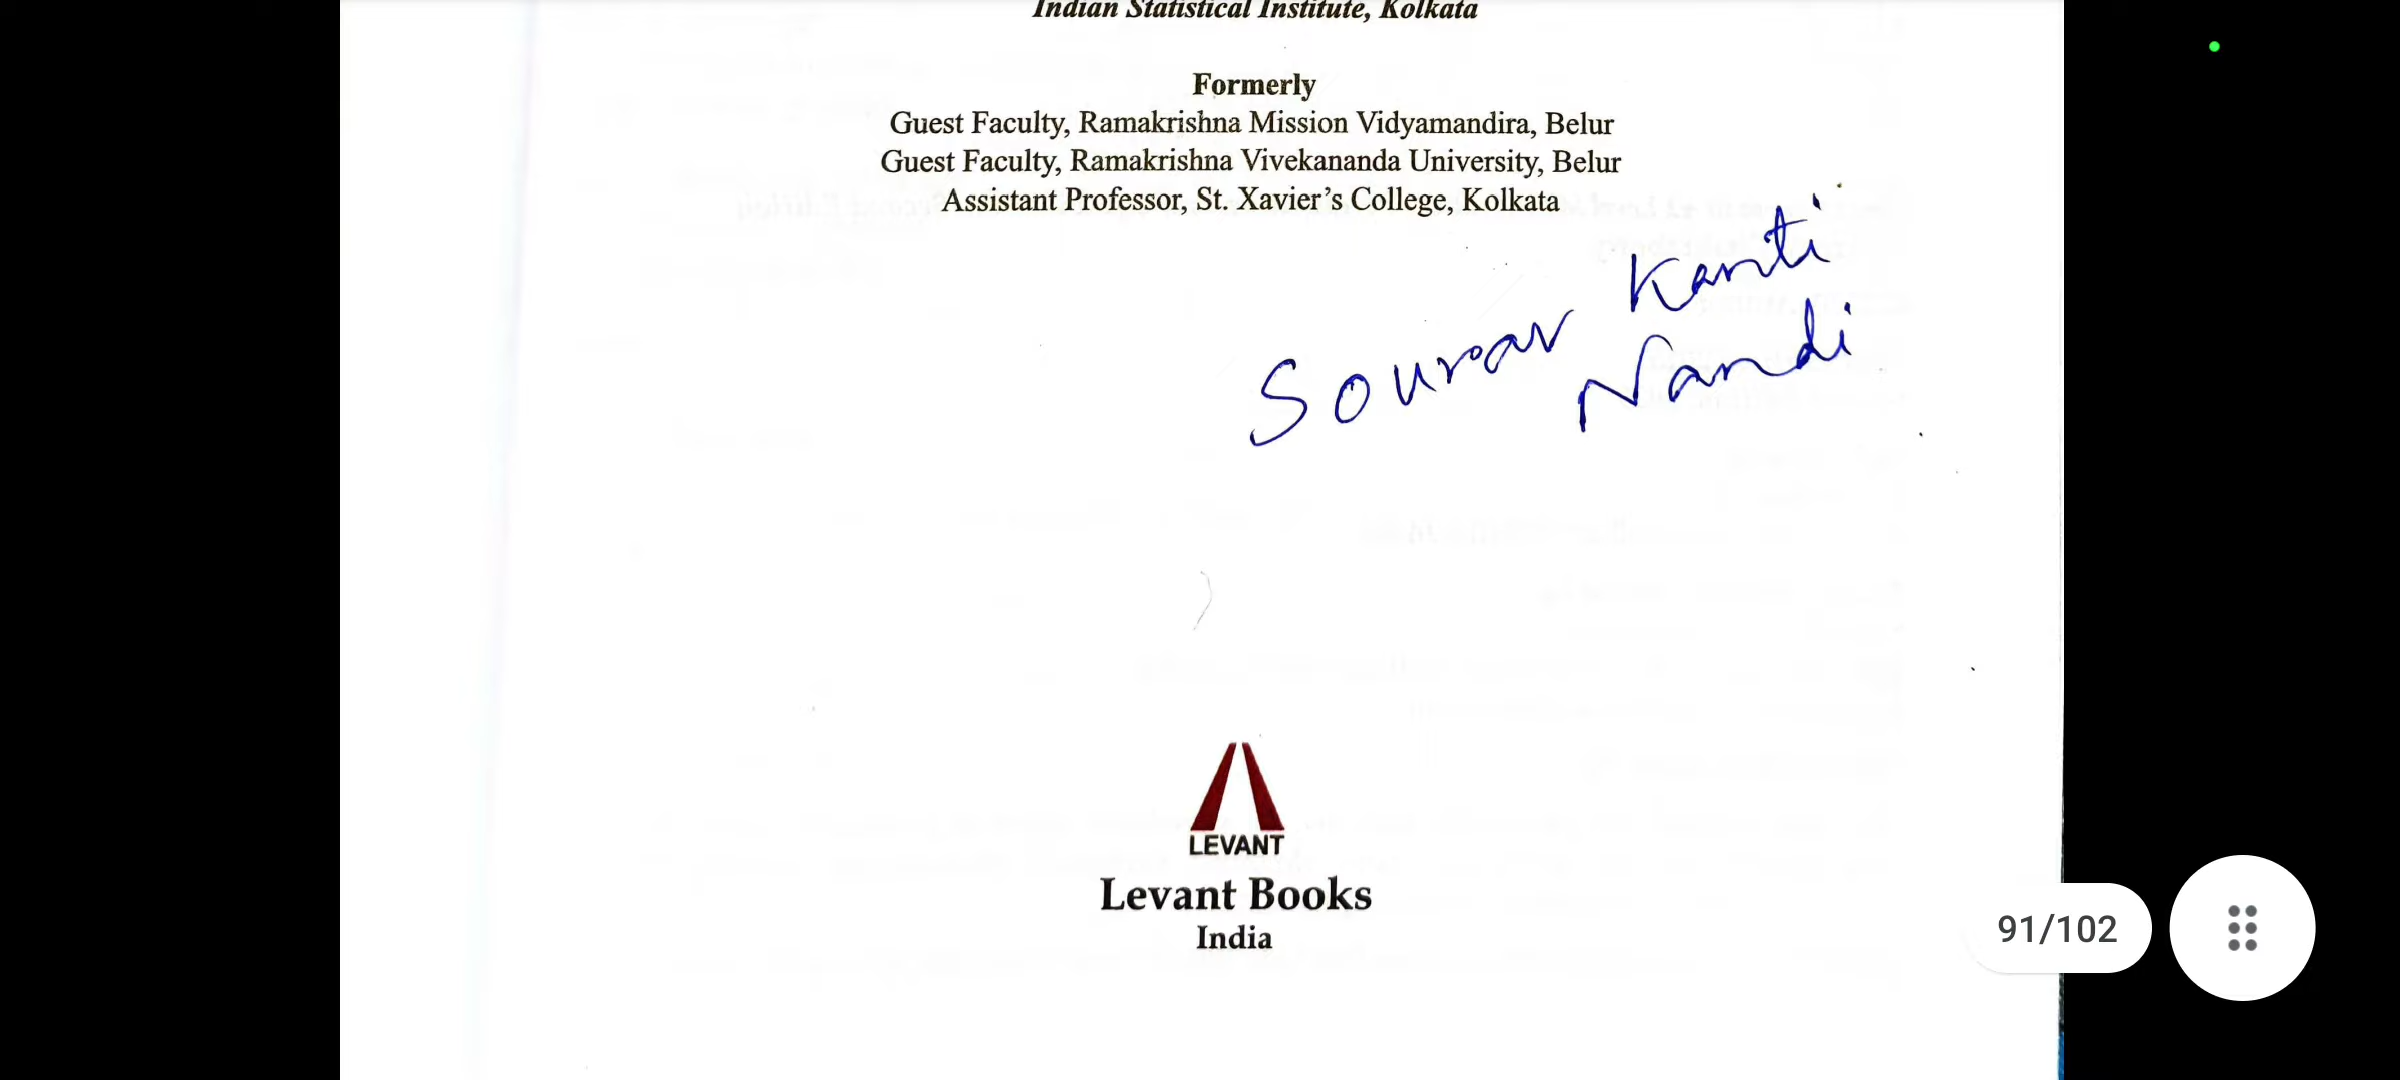 Indian Statistical Institute, Kolkata
Formerly
Guest Faculty, Ramakrishna Mission Vidyamandira, Belur
Guest Faculty, Ramakrishna Vivekananda University, Belur
Assistant Professor, St. Xavier's College, Kolkata
Sourav Kanti
Nandi
LEVANT
Levant Books
India
91/102